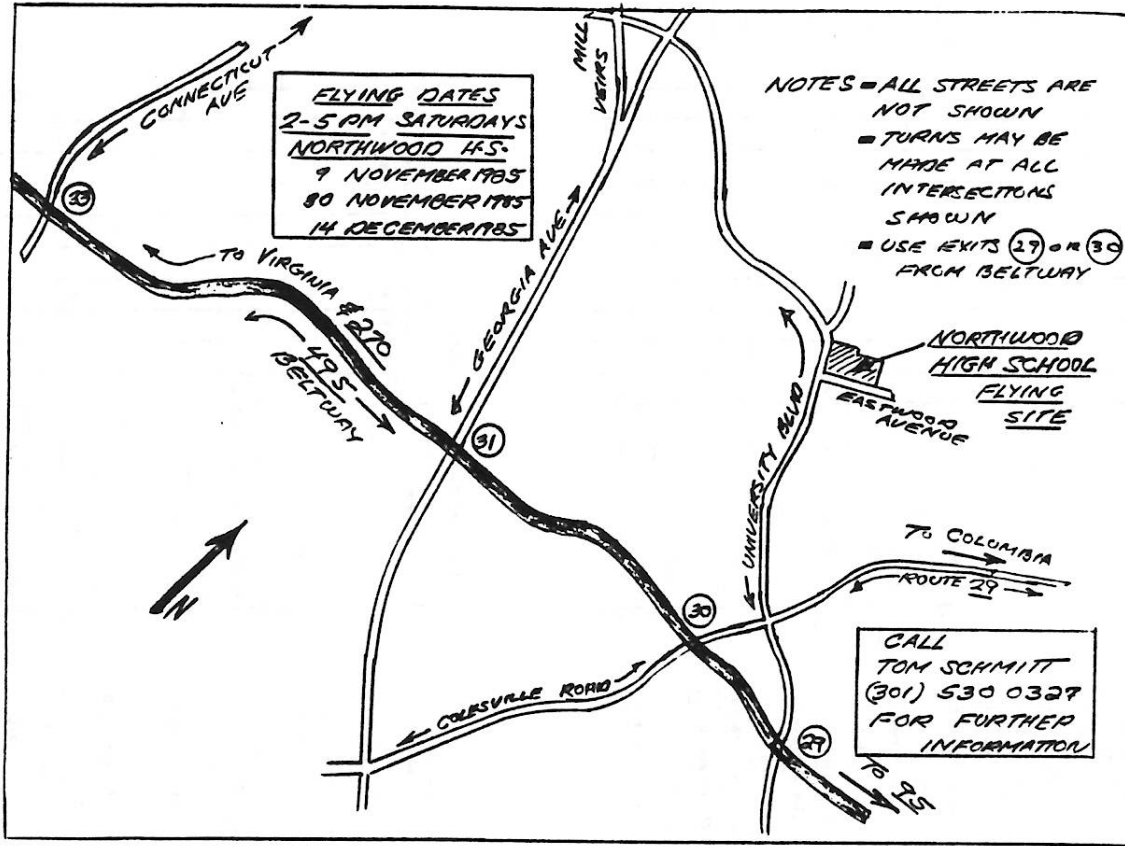 CONNECTICUT
AVE
FLYING DATES
2-5 PM SATURDAYS
NORTHWOOD H.S.
9 NOVEMBER 1985
30 NOVEMBER 1985
14 DECEMBER 1985
MILL
VEIRS
NOTES - ALL STREETS ARE
NOT SHOWN
- TURNS MAY BE
MADE AT ALL
INTERSECTIONS
SHOWN
- USE EXITS 29 OR 30
FROM BELTWAY
33
TO VIRGINIA & 270
495
BELTWAY
GEORGIA AVE
31
NORTHWOOD
HIGH SCHOOL
FLYING
SITE
EASTWOOD
AVENUE
UNIVERSITY BLVD
N
TO COLUMBIA
ROUTE 29
30
COLESVILLE ROAD
29
TO 95
CALL
TOM SCHMITT
(301) 530 0327
FOR FURTHER
INFORMATION